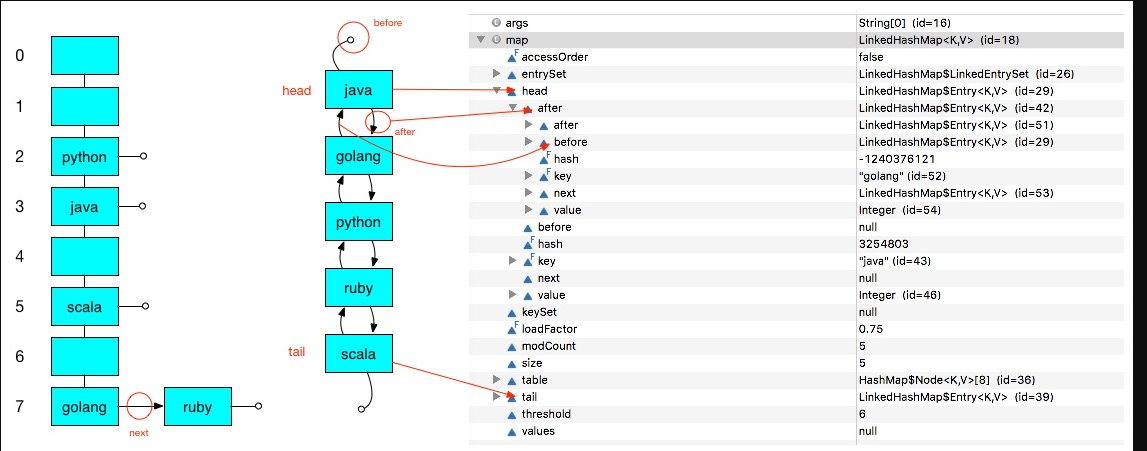 0
1
2
python
3
java
4
5
scala
6
7
golang
ruby
next
before
head
java
after
golang
python
ruby
tail
scala
args String[0] (id=16)
map LinkedHashMap<K,V> (id=18)
F accessOrder false
entrySet LinkedHashMap$LinkedEntrySet (id=26)
head LinkedHashMap$Entry<K,V> (id=29)
after LinkedHashMap$Entry<K,V> (id=42)
after LinkedHashMap$Entry<K,V> (id=51)
before LinkedHashMap$Entry<K,V> (id=29)
F hash -1240376121
F key "golang" (id=52)
next LinkedHashMap$Entry<K,V> (id=53)
value Integer (id=54)
before null
F hash 3254803
F key "java" (id=43)
next null
value Integer (id=46)
keySet null
F loadFactor 0.75
modCount 5
size 5
table HashMap$Node<K,V>[8] (id=36)
tail LinkedHashMap$Entry<K,V> (id=39)
threshold 6
values null